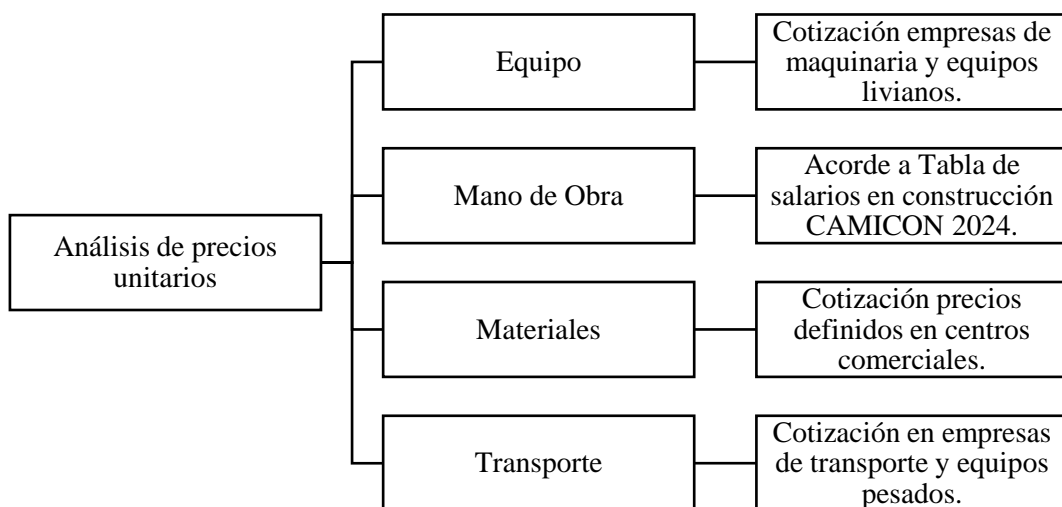 Análisis de precios
unitarios
Equipo
Cotización empresas de
maquinaria y equipos
livianos.
Mano de Obra
Acorde a Tabla de
salarios en construcción
CAMICON 2024.
Materiales
Cotización precios
definidos en centros
comerciales.
Transporte
Cotización en empresas
de transporte y equipos
pesados.